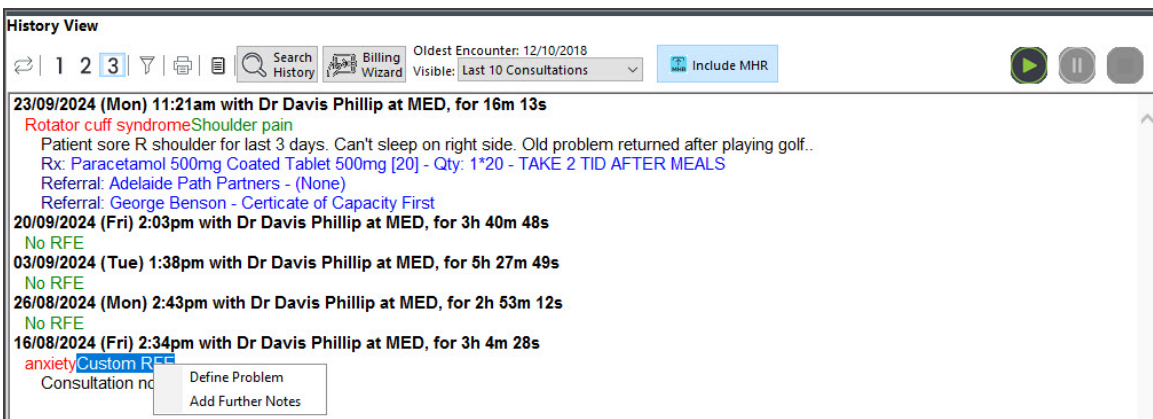 History View
1 2 3 Search History Billing Wizard Oldest Encounter: 12/10/2018 Include MHR
Visible: Last 10 Consultations
MHR
23/09/2024 (Mon) 11:21am with Dr Davis Phillip at MED, for 16m 13s
Rotator cuff syndromeShoulder pain
Patient sore R shoulder for last 3 days. Can't sleep on right side. Old problem returned after playing golf..
Rx: Paracetamol 500mg Coated Tablet 500mg [20] - Qty: 1*20 - TAKE 2 TID AFTER MEALS
Referral: Adelaide Path Partners - (None)
Referral: George Benson - Certicate of Capacity First
20/09/2024 (Fri) 2:03pm with Dr Davis Phillip at MED, for 3h 40m 48s
No RFE
03/09/2024 (Tue) 1:38pm with Dr Davis Phillip at MED, for 5h 27m 49s
No RFE
26/08/2024 (Mon) 2:43pm with Dr Davis Phillip at MED, for 2h 53m 12s
No RFE
16/08/2024 (Fri) 2:34pm with Dr Davis Phillip at MED, for 3h 4m 28s
anxietyCustom RFE
Consultation no
Define Problem
Add Further Notes